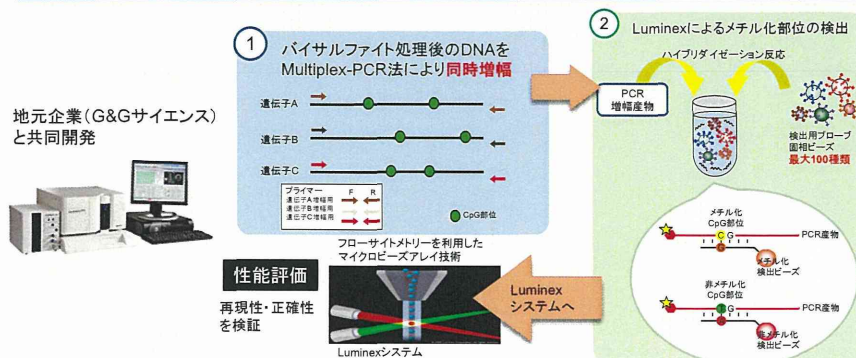 地元企業(G&Gサイエンス)
と共同開発
1
バイサルファイト処理後のDNAを
Multiplex-PCR法により同時増幅
遺伝子A
遺伝子B
遺伝子C
プライマー F R
遺伝子A増幅用
遺伝子B増幅用
遺伝子C増幅用
CpG部位
2
Luminexによるメチル化部位の検出
ハイブリダイゼーション反応
PCR
増幅産物
検出用プローブ
固相ビーズ
最大100種類
メチル化
CpG部位
C G
PCR産物
G
メチル化
検出ビーズ
非メチル化
CpG部位
T G
PCR産物
非メチル化
検出ビーズ
Luminex
システムへ
フローサイトメトリーを利用した
マイクロビーズアレイ技術
Luminexシステム
性能評価
再現性・正確性
を検証